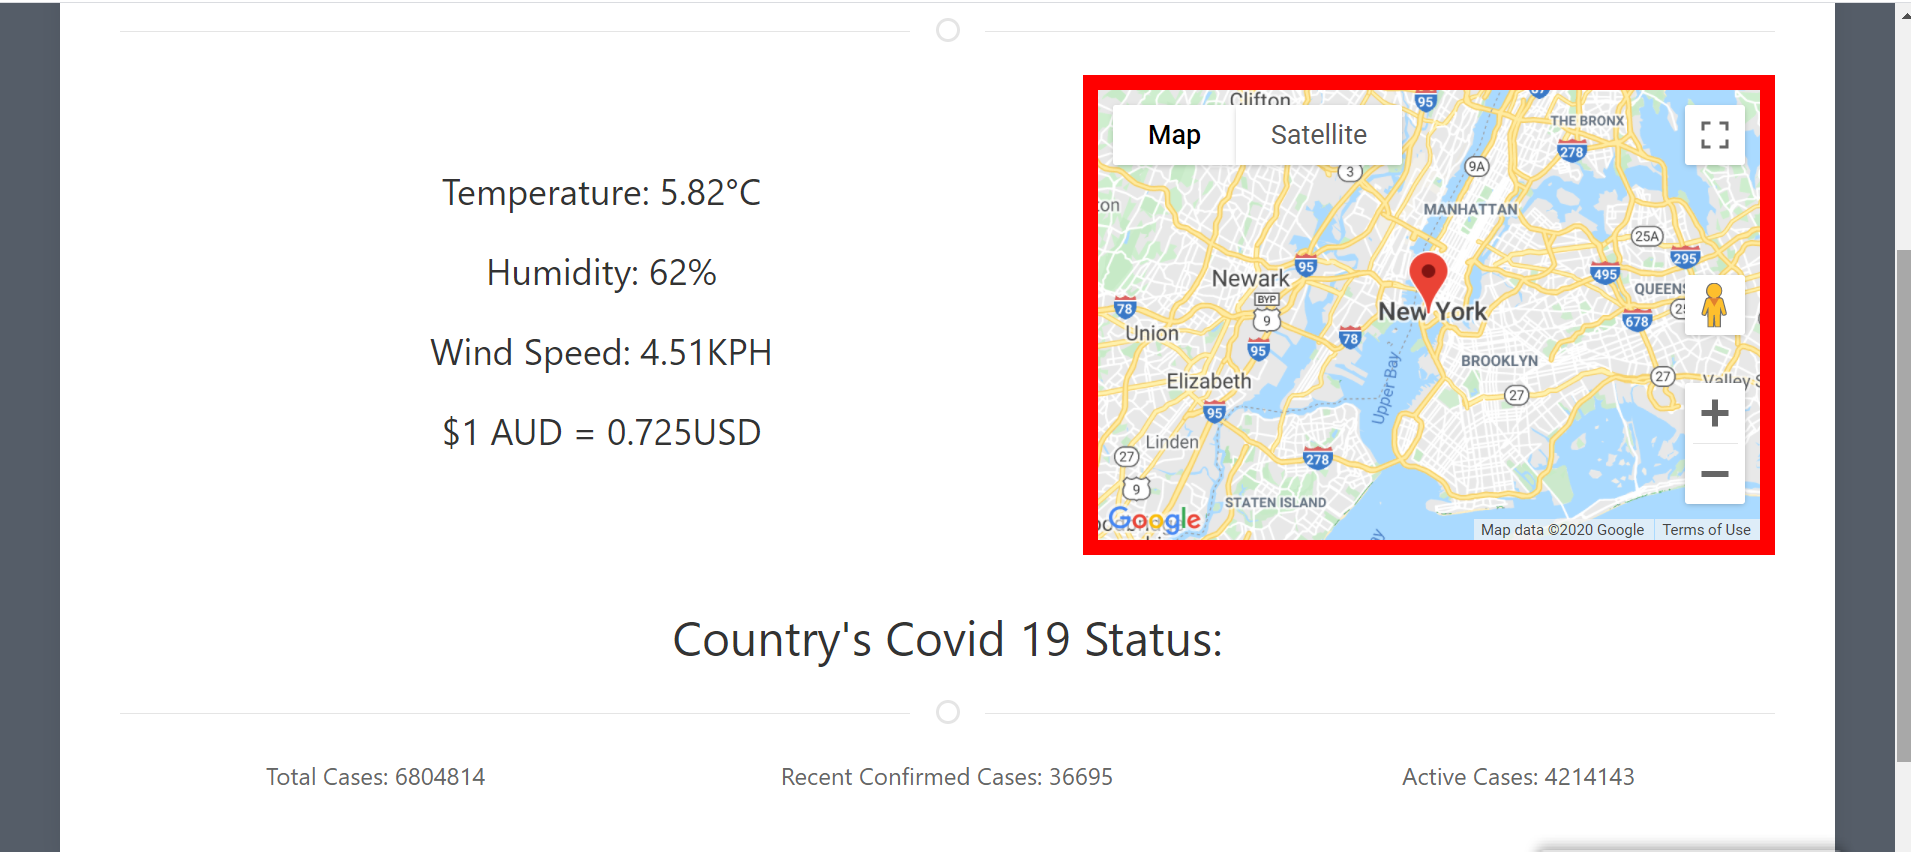 Temperature: 5.82°C
Humidity: 62%
Wind Speed: 4.51KPH
$1 AUD = 0.725USD
Clifton
95
THE BRONX
Map
Satellite
278
3
9A
MANHATTAN
25A
95
295
495
Newark
QUEENS
BYP
9
78
New York
678
Union
78
95
BROOKLYN
27
Valley S
Elizabeth
27
95
Upper Bay
Linden
27
278
9
STATEN ISLAND
Google
Map data ©2020 Google
Terms of Use
Country's Covid 19 Status:
Total Cases: 6804814
Recent Confirmed Cases: 36695
Active Cases: 4214143